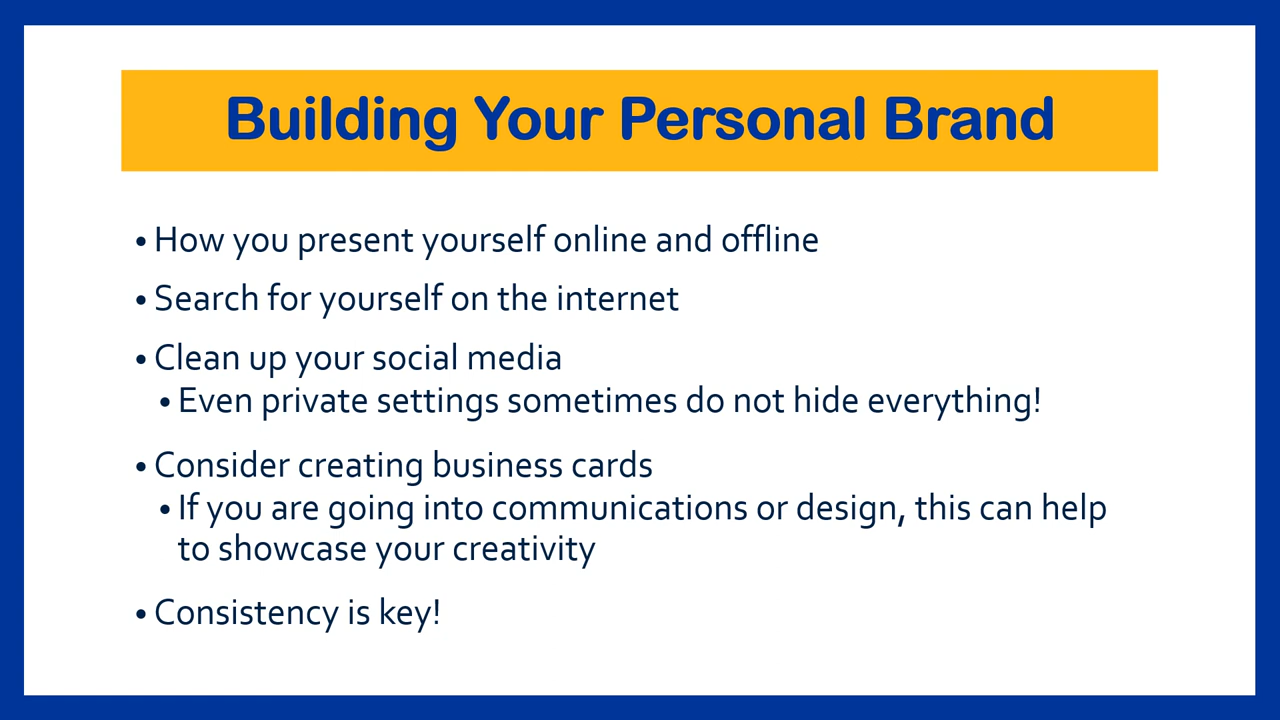 Building Your Personal Brand
• How you present yourself online and offline
• Search for yourself on the internet
• Clean up your social media
• Even private settings sometimes do not hide everything!
• Consider creating business cards
• If you are going into communications or design, this can help
to showcase your creativity
• Consistency is key!